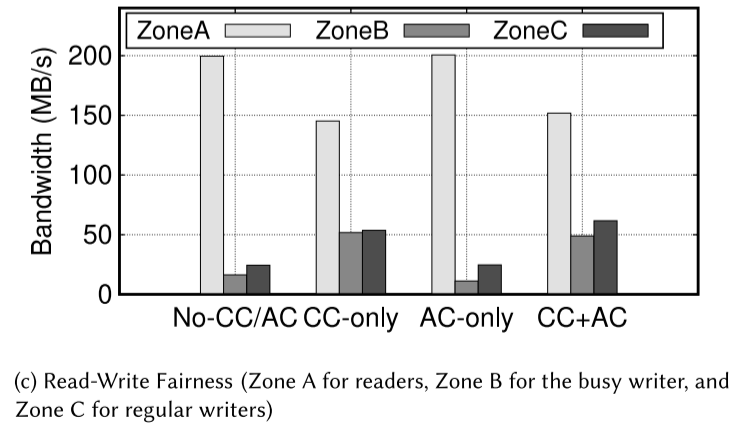 ZoneA ZoneB ZoneC
Bandwidth (MB/s)
200
150
100
50
0
No-CC/AC CC-only AC-only CC+AC
(c) Read-Write Fairness (Zone A for readers, Zone B for the busy writer, and
Zone C for regular writers)